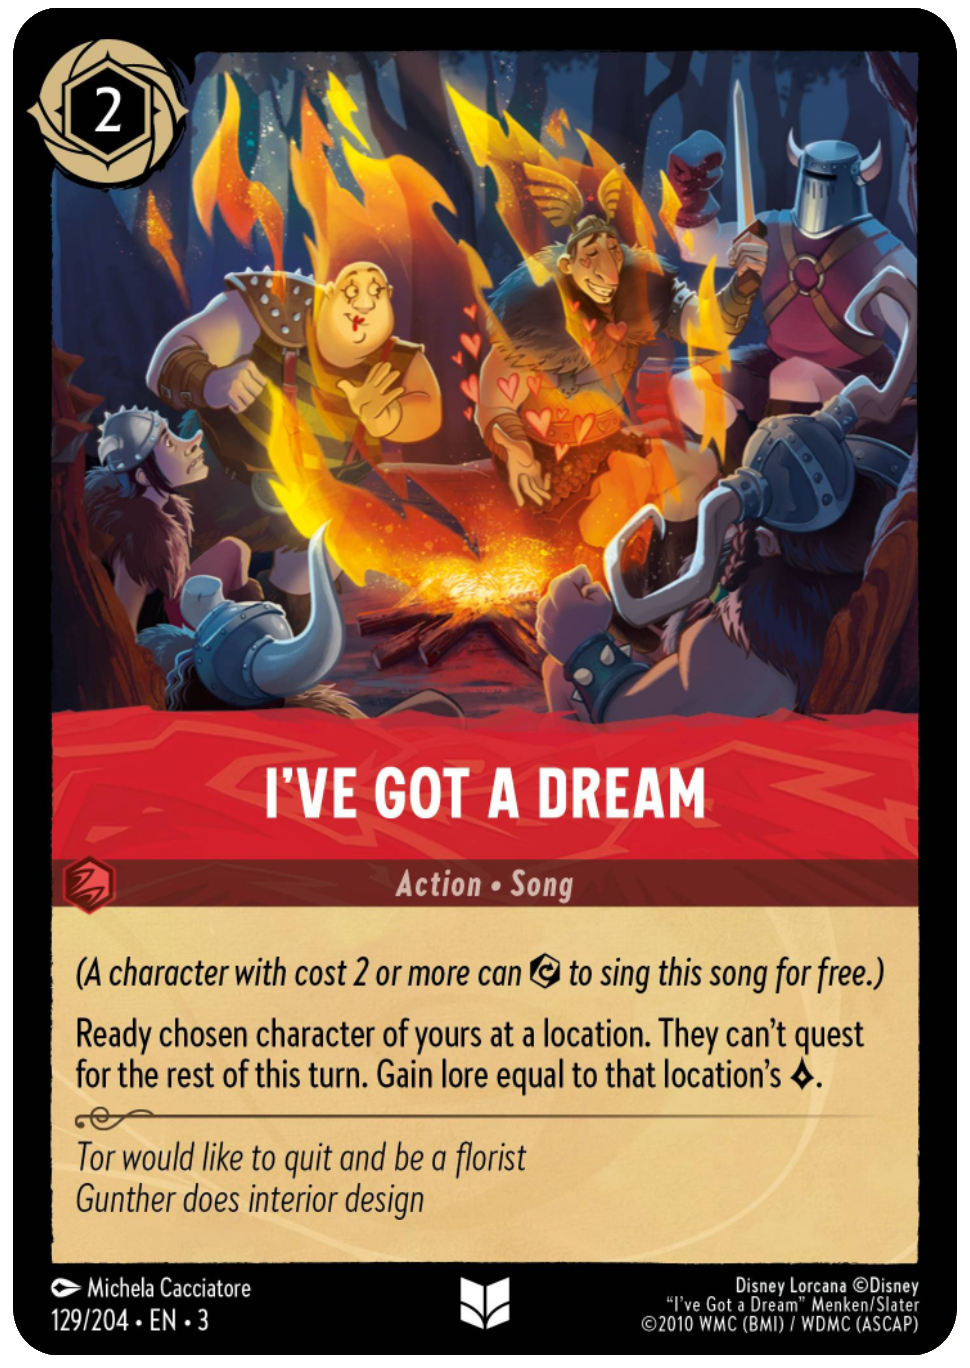 2
I'VE GOT A DREAM
Action • Song
(A character with cost 2 or more can to sing this song for free.)
Ready chosen character of yours at a location. They can't quest
for the rest of this turn. Gain lore equal to that location's .
Tor would like to quit and be a florist
Gunther does interior design
Michela Cacciatore
129/204 • EN • 3
Disney Lorcana ©Disney
"I've Got a Dream" Menken/Slater
©2010 WMC (BMI) / WDMC (ASCAP)